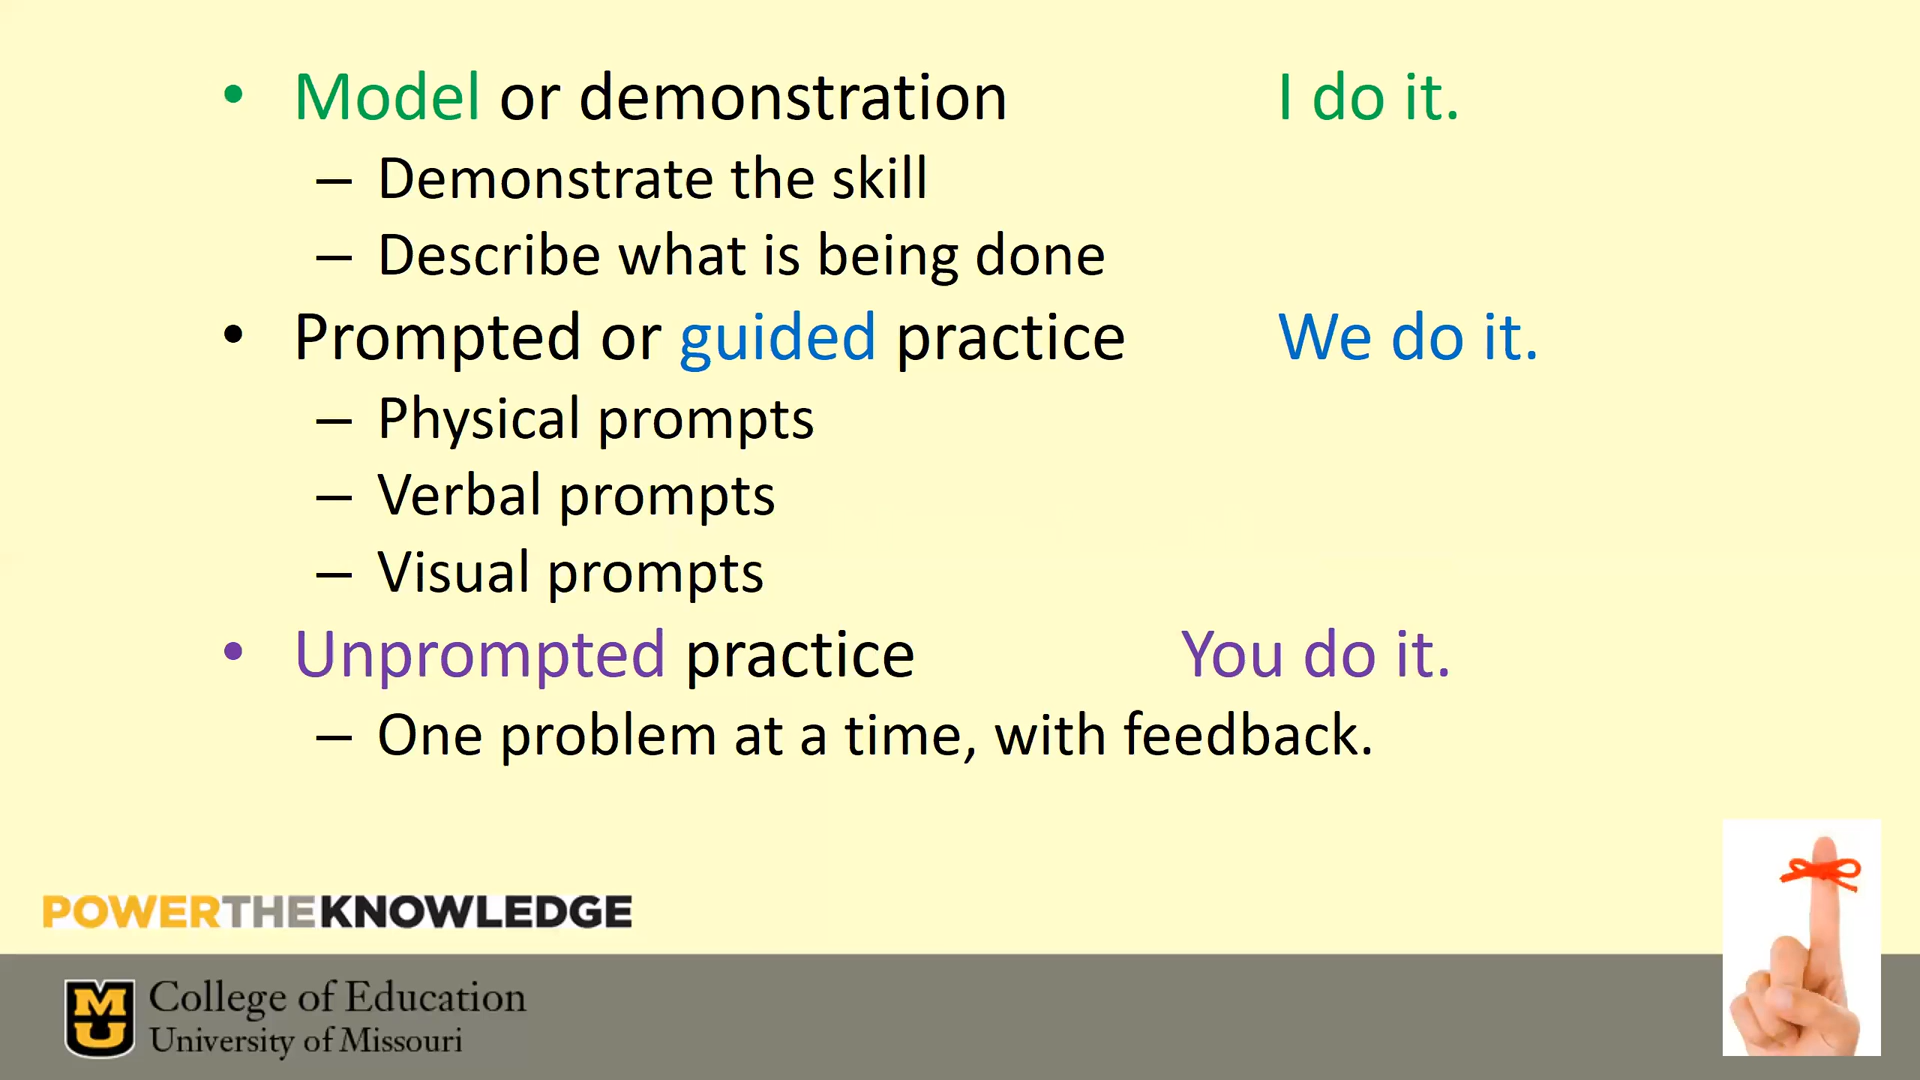 • Model or demonstration I do it.
– Demonstrate the skill
– Describe what is being done
• Prompted or guided practice We do it.
– Physical prompts
– Verbal prompts
– Visual prompts
• Unprompted practice You do it.
– One problem at a time, with feedback.
POWERTHEKNOWLEDGE
MU College of Education
University of Missouri